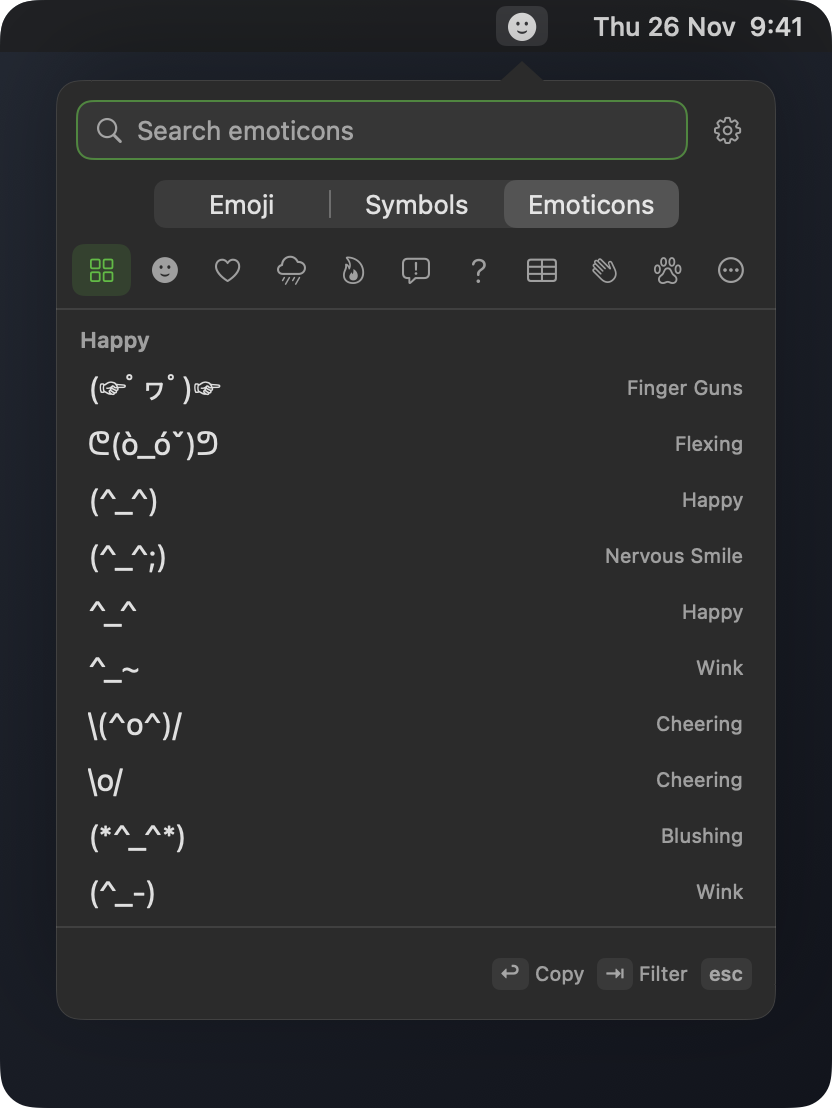 Thu 26 Nov 9:41
Search emoticons
Emoji Symbols Emoticons
Happy
(☞ﾟヮﾟ)☞ Finger Guns
ᕦ(ò_óˇ)ᕤ Flexing
(^_^) Happy
(^_^;) Nervous Smile
^_^ Happy
^_~ Wink
\(^o^)/ Cheering
\o/ Cheering
(*^_^*) Blushing
(^_-) Wink
Copy Filter esc